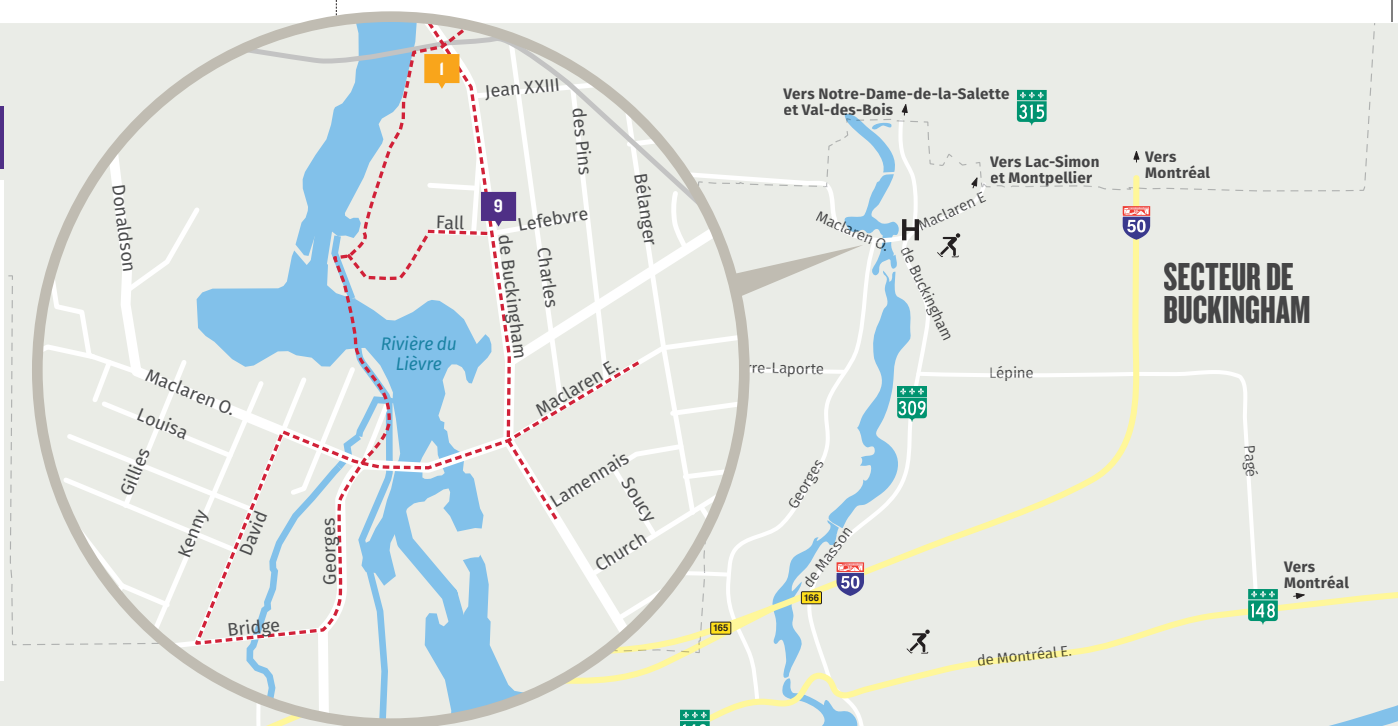 1
Jean XXIII
des Pins
Donaldson
Bélanger
9
Fall
Lefebvre
de Buckingham
Charles
Rivière du
Lièvre
Maclaren O.
Maclaren E.
Louisa
Gillies
Kenny
David
Georges
Lamennais
Soucy
Church
Bridge
Vers Notre-Dame-de-la-Salette
et Val-des-Bois
315
Vers Lac-Simon
et Montpellier
Vers
Montréal
50
Maclaren O.
H
Maclaren E
de Buckingham
SECTEUR DE
BUCKINGHAM
re-Laporte
Lépine
309
Pagé
Georges
de Masson
50
166
165
Vers
Montréal
148
de Montréal E.